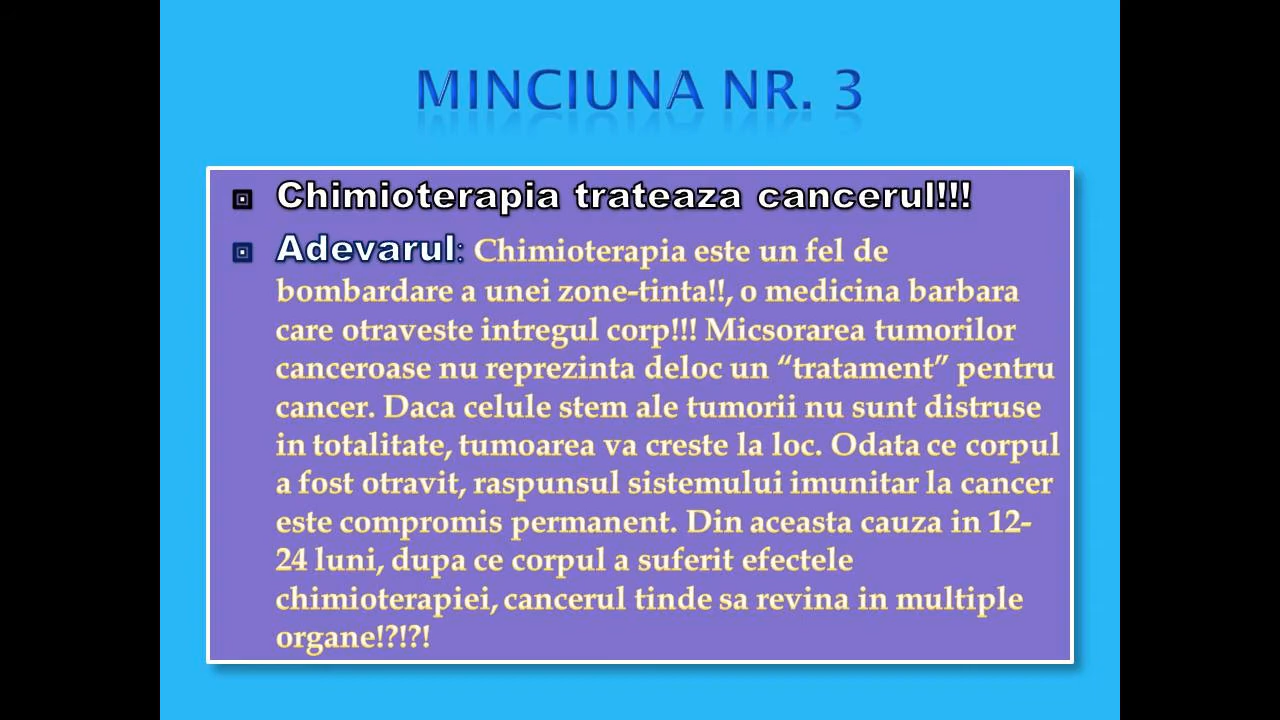 MINCIUNA NR. 3
Chimioterapia trateaza cancerul!!!
Adevarul: Chimioterapia este un fel de
bombardare a unei zone-tinta!!, o medicina barbara
care otraveste intregul corp!!! Micsorarea tumorilor
canceroase nu reprezinta deloc un “tratament” pentru
cancer. Daca celule stem ale tumorii nu sunt distruse
in totalitate, tumoarea va creste la loc. Odata ce corpul
a fost otravit, raspunsul sistemului imunitar la cancer
este compromis permanent. Din aceasta cauza in 12-
24 luni, dupa ce corpul a suferit efectele
chimioterapiei, cancerul tinde sa revina in multiple
organe!?!?!